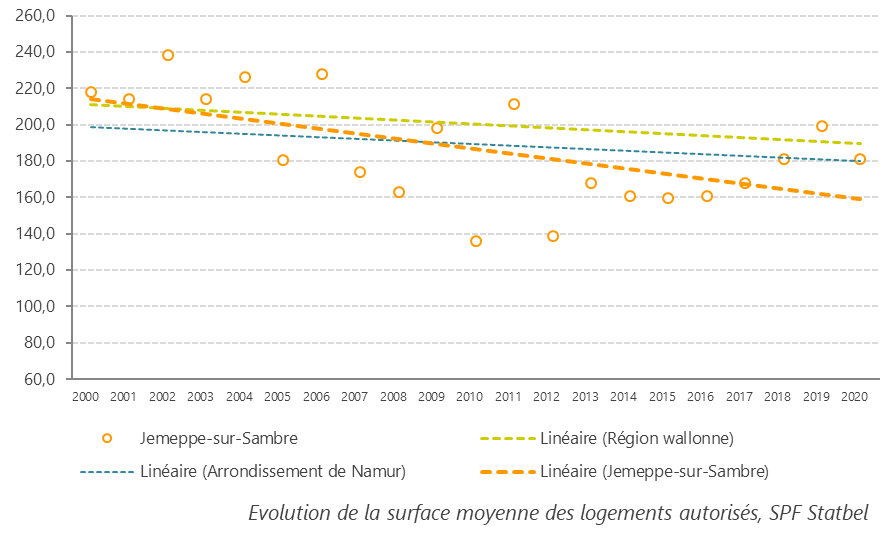 260,0
240,0
220,0
200,0
180,0
160,0
140,0
120,0
100,0
80,0
60,0
2000 2001 2002 2003 2004 2005 2006 2007 2008 2009 2010 2011 2012 2013 2014 2015 2016 2017 2018 2019 2020
Jemeppe-sur-Sambre Linéaire (Région wallonne)
Linéaire (Arrondissement de Namur) Linéaire (Jemeppe-sur-Sambre)
Evolution de la surface moyenne des logements autorisés, SPF Statbel